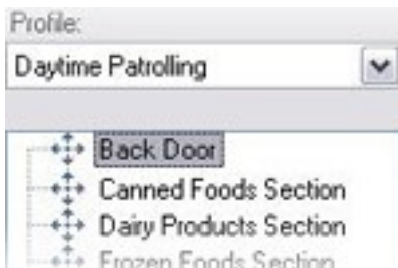 Profile:
Daytime Patrolling
Back Door
Canned Foods Section
Dairy Products Section
Frozen Foods Section